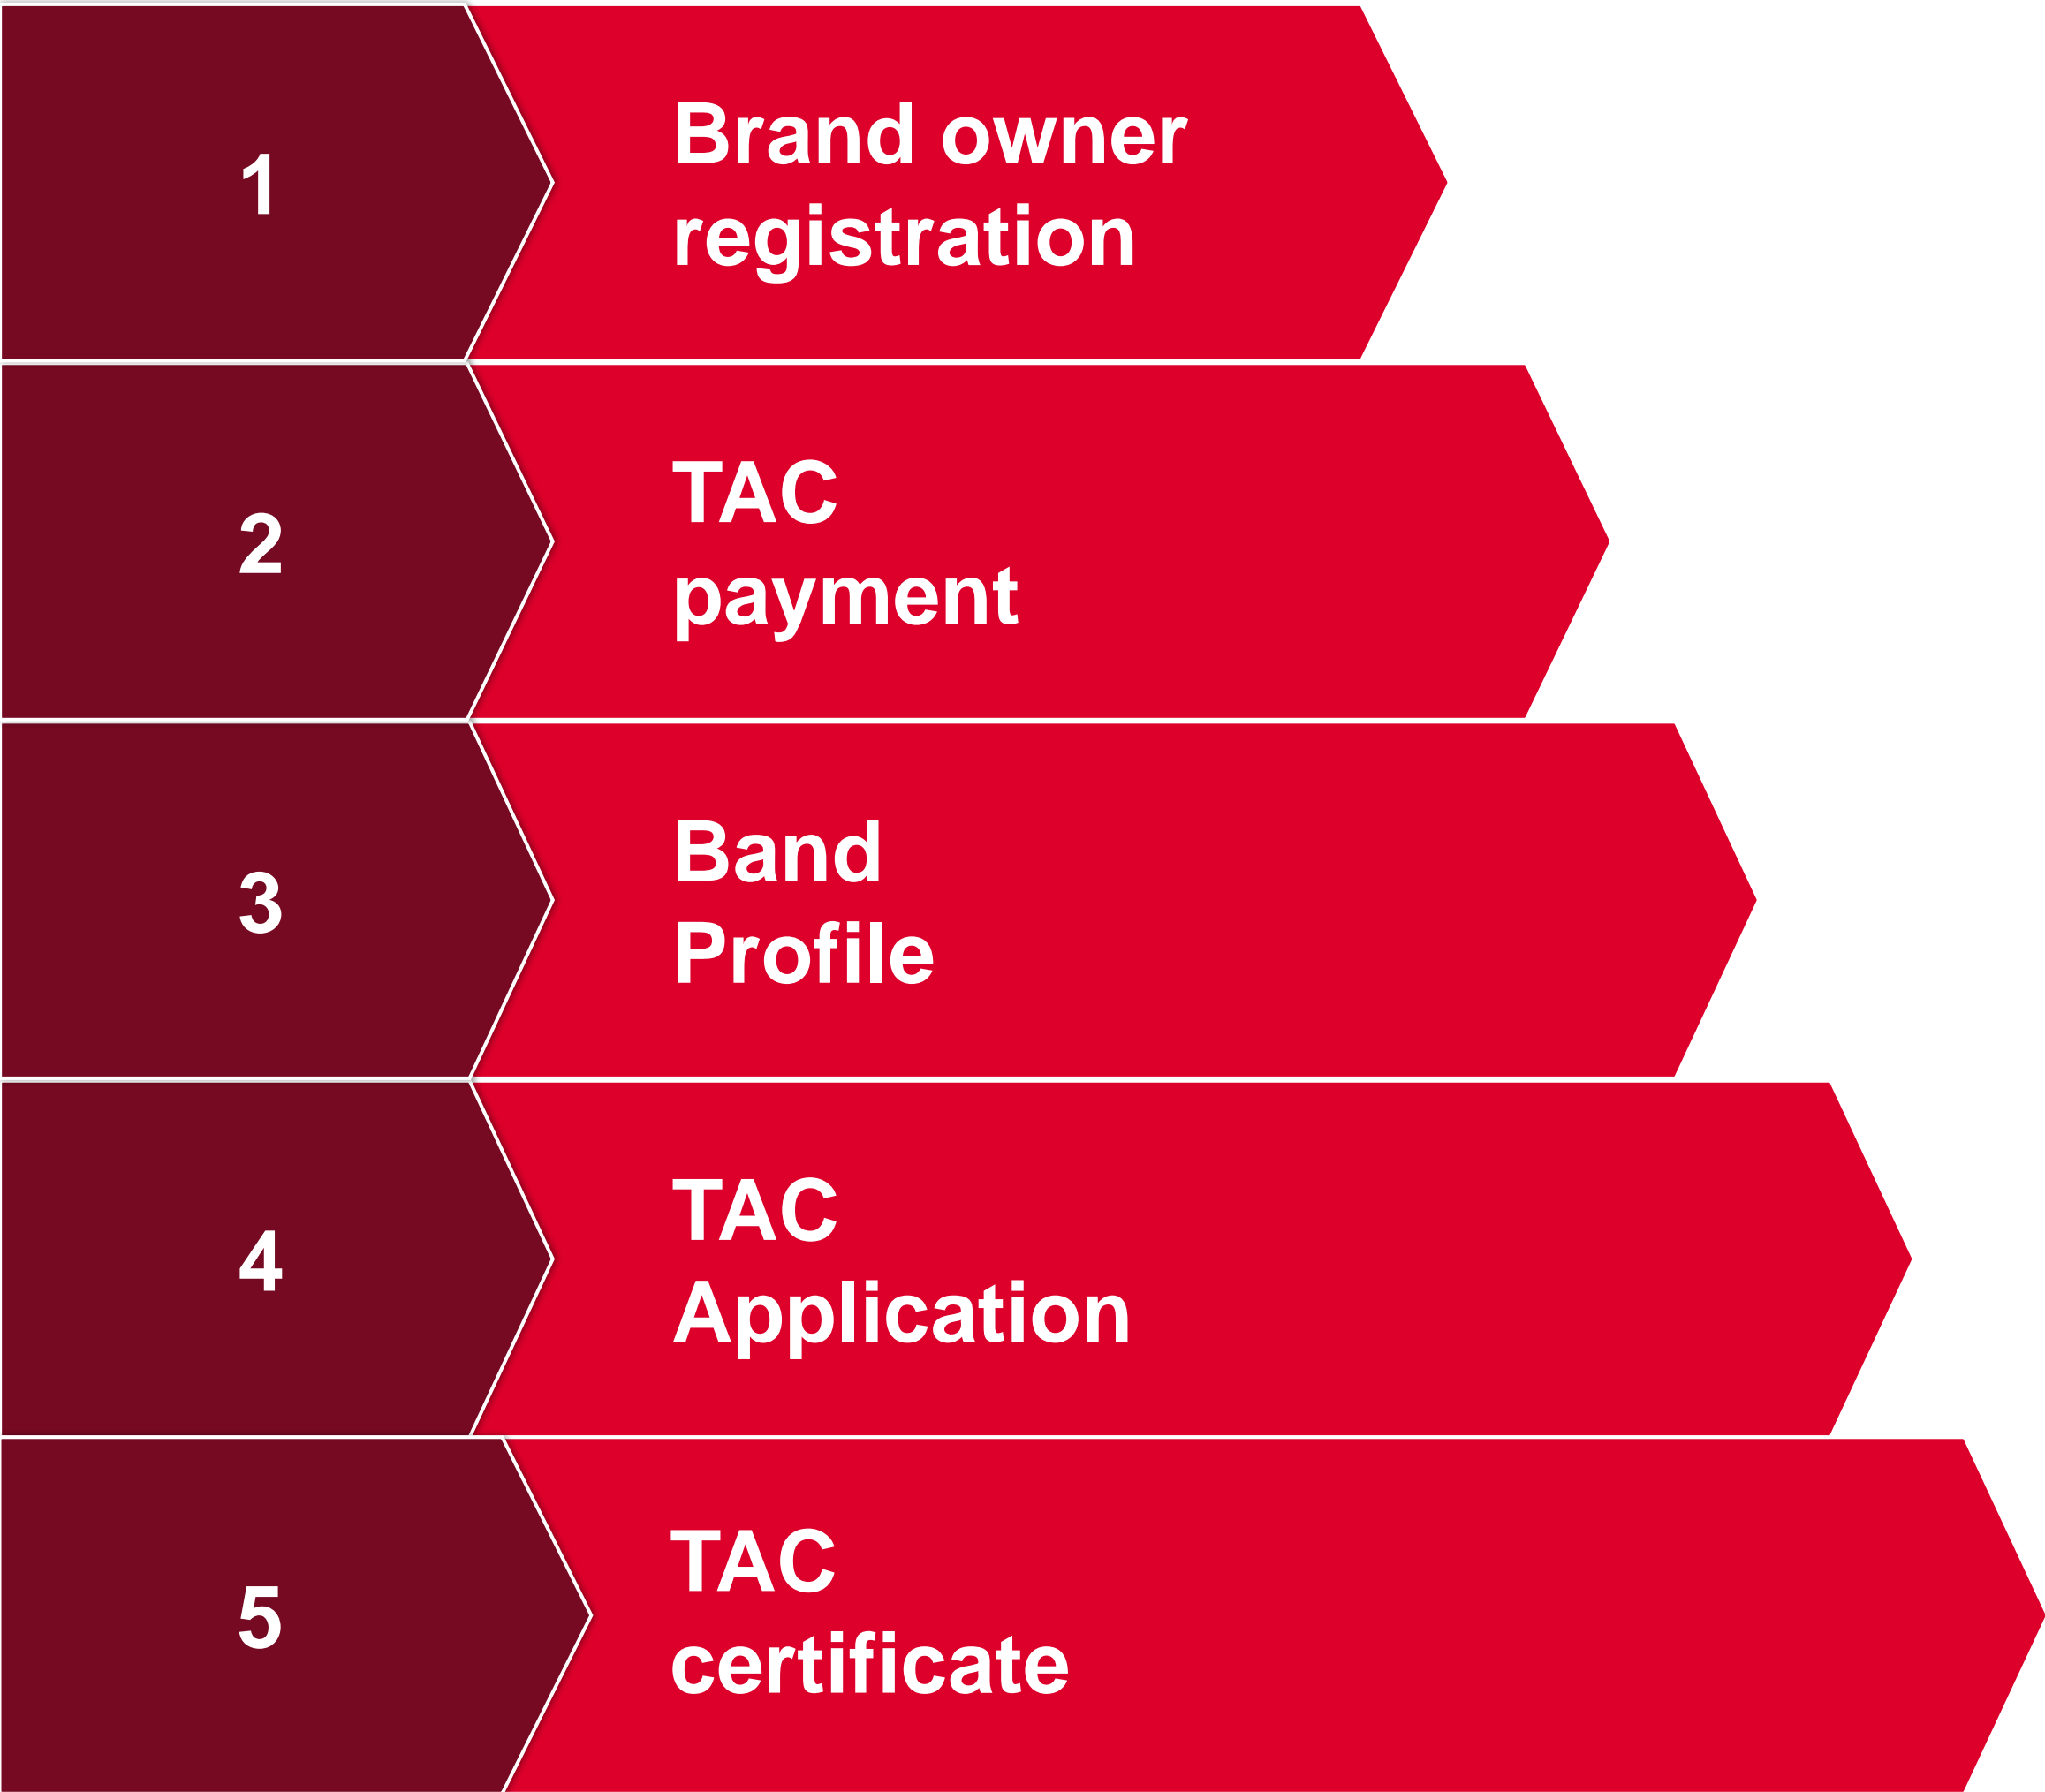 1
Brand owner
registration
2
TAC
payment
3
Band
Profile
4
TAC
Application
5
TAC
certificate